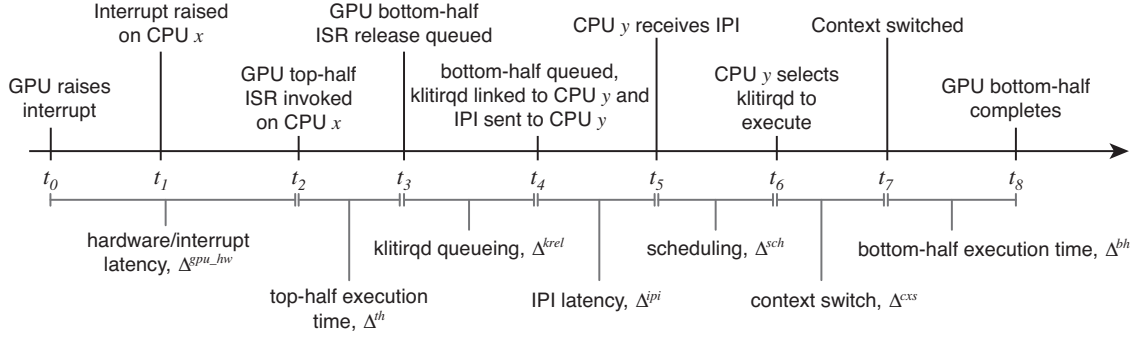 GPU raises
interrupt
Interrupt raised
on CPU x
GPU top-half
ISR invoked
on CPU x
GPU bottom-half
ISR release queued
bottom-half queued,
klitirqd linked to CPU y and
IPI sent to CPU y
CPU y receives IPI
CPU y selects
klitirqd to
execute
Context switched
GPU bottom-half
completes
t0 t1 t2 t3 t4 t5 t6 t7 t8
hardware/interrupt
latency, Δgpu_hw
top-half execution
time, Δth
klitirqd queueing, Δkrel
IPI latency, Δipi
scheduling, Δsch
context switch, Δcxs
bottom-half execution time, Δbh